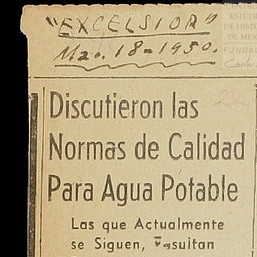 "EXCELSIOR"
Mzo. 18-1950.
Discutieron las
Normas de Calidad
Para Agua Potable
Las que Actualmente
se Siguen,